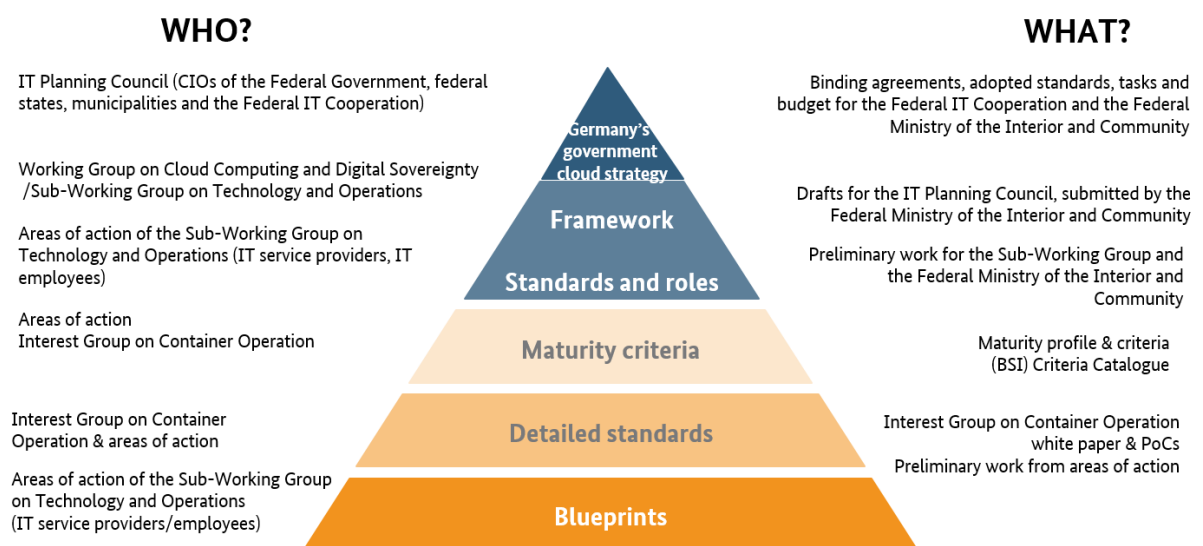 WHO?
WHAT?
IT Planning Council (CIOs of the Federal Government, federal
states, municipalities and the Federal IT Cooperation)
Germany's
government
cloud strategy
Binding agreements, adopted standards, tasks and
budget for the Federal IT Cooperation and the Federal
Ministry of the Interior and Community
Working Group on Cloud Computing and Digital Sovereignty
/Sub-Working Group on Technology and Operations
Framework
Drafts for the IT Planning Council, submitted by the
Federal Ministry of the Interior and Community
Areas of action of the Sub-Working Group on
Technology and Operations (IT service providers, IT
employees)
Standards and roles
Preliminary work for the Sub-Working Group and
the Federal Ministry of the Interior and
Community
Areas of action
Interest Group on Container Operation
Maturity criteria
Maturity profile & criteria
(BSI) Criteria Catalogue
Interest Group on Container
Operation & areas of action
Detailed standards
Interest Group on Container Operation
white paper & PoCs
Preliminary work from areas of action
Areas of action of the Sub-Working Group
on Technology and Operations
(IT service providers/employees)
Blueprints